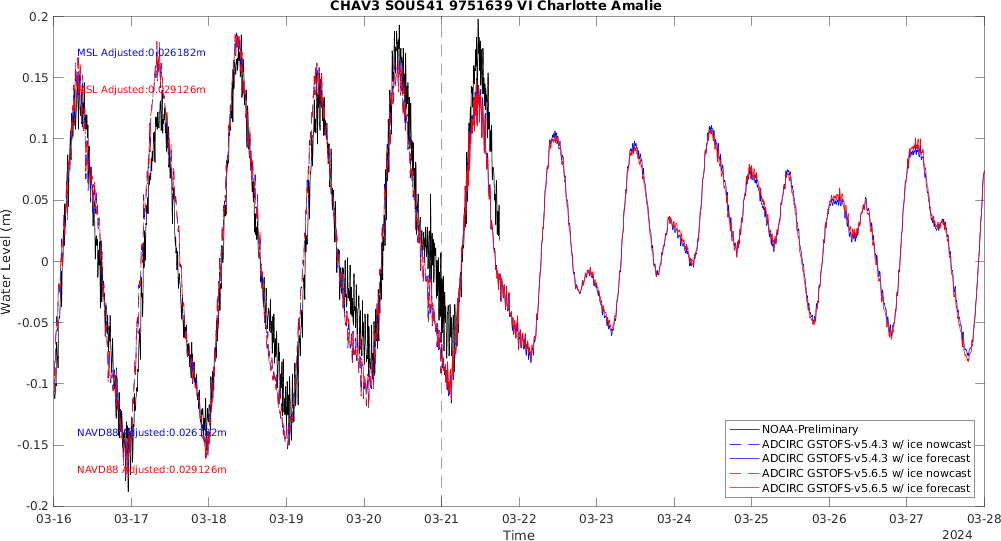 CHAV3 SOUS41 9751639 VI Charlotte Amalie
0.2
0.15
0.1
0.05
0
-0.05
-0.1
-0.15
-0.2
Water Level (m)
MSL Adjusted:0.026182m
MSL Adjusted:0.029126m
NAVD88 Adjusted:0.026182m
NAVD88 Adjusted:0.029126m
NOAA-Preliminary
ADCIRC GSTOFS-v5.4.3 w/ ice nowcast
ADCIRC GSTOFS-v5.4.3 w/ ice forecast
ADCIRC GSTOFS-v5.6.5 w/ ice nowcast
ADCIRC GSTOFS-v5.6.5 w/ ice forecast
03-16 03-17 03-18 03-19 03-20 03-21 03-22 03-23 03-24 03-25 03-26 03-27 03-28
Time
2024